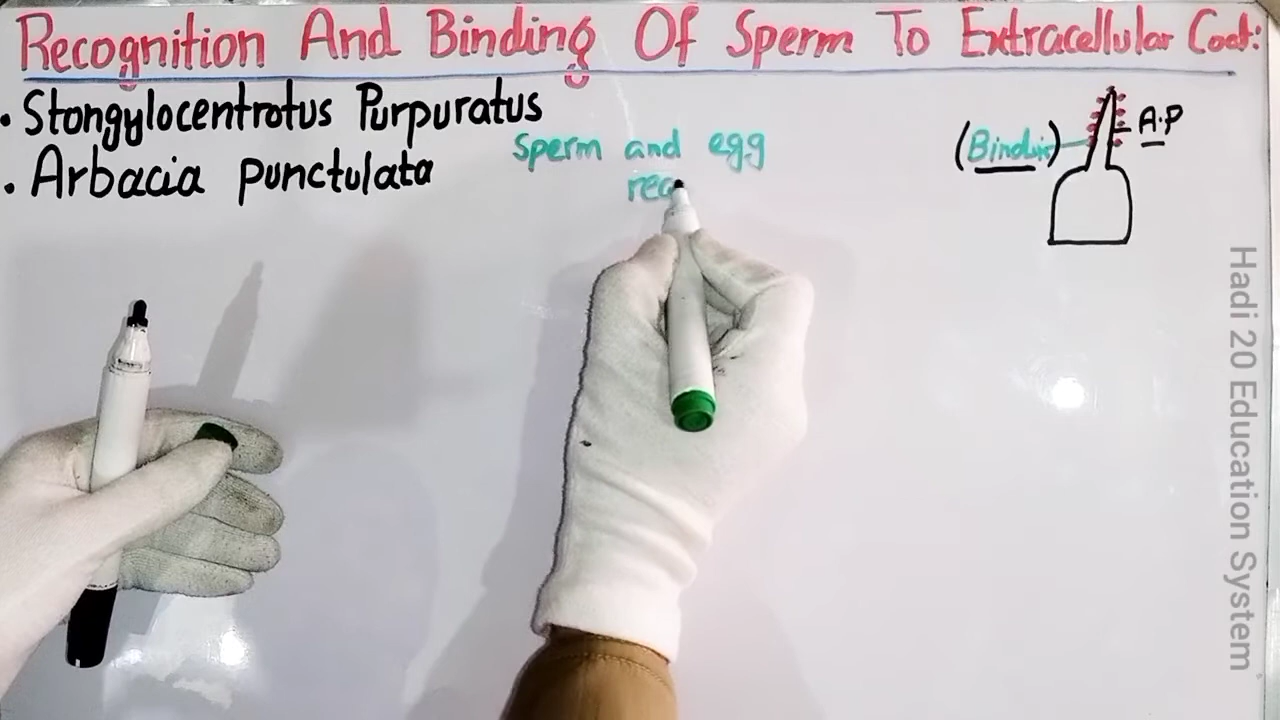 Recognition And Binding Of Sperm To Extracellular Coat:
• Stongylocentrotus Purpuratus
• Arbacia punctulata
Sperm and egg
rec
(Bindin)
A.P
Hadi 20 Education System